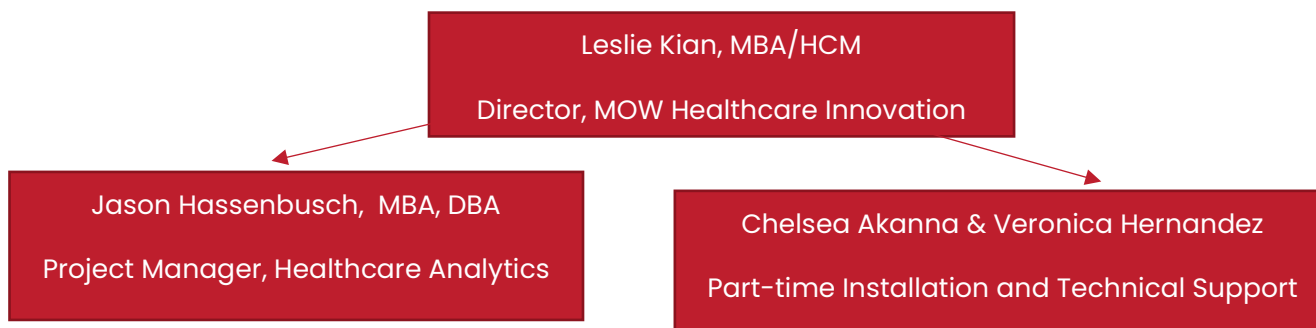 Leslie Kian, MBA/HCM
Director, MOW Healthcare Innovation
Jason Hassenbusch,  MBA, DBA
Project Manager, Healthcare Analytics
Chelsea Akanna & Veronica Hernandez
Part-time Installation and Technical Support